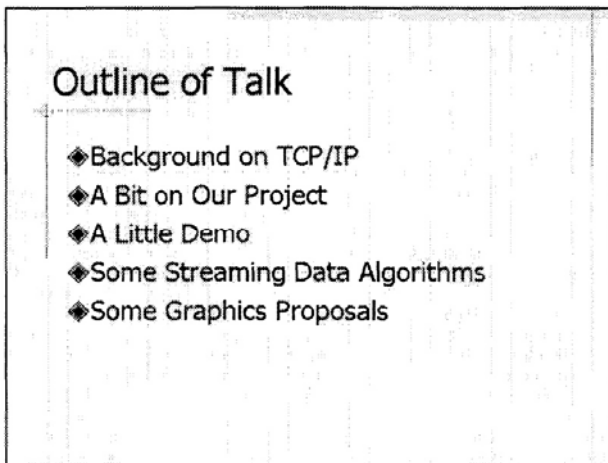 Outline of Talk
◈Background on TCP/IP
◈A Bit on Our Project
◈A Little Demo
◈Some Streaming Data Algorithms
◈Some Graphics Proposals